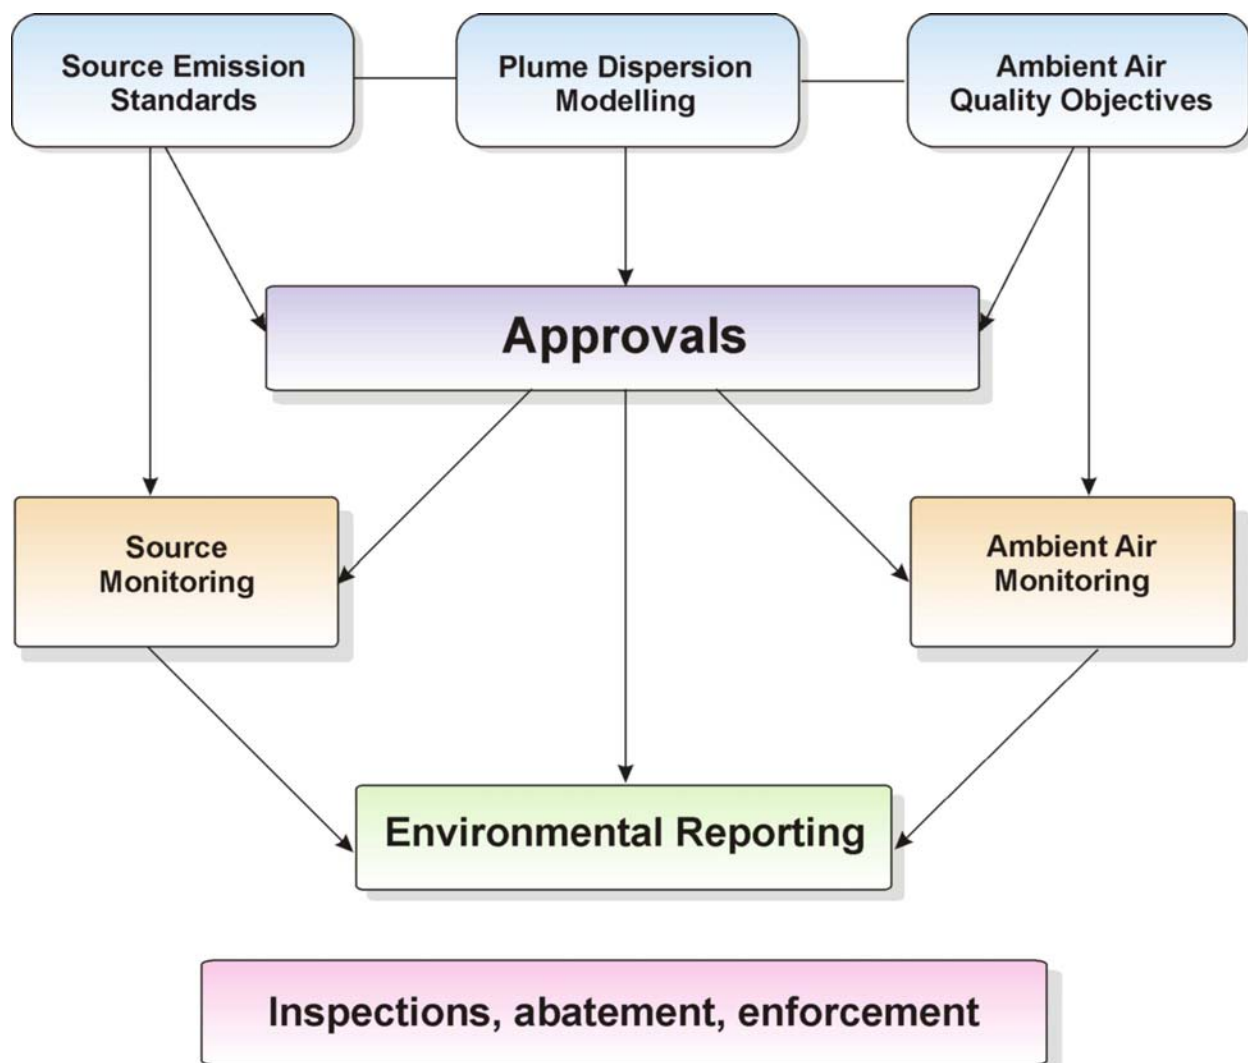 Source Emission
Standards
Plume Dispersion
Modelling
Ambient Air
Quality Objectives
Approvals
Source
Monitoring
Ambient Air
Monitoring
Environmental Reporting
Inspections, abatement, enforcement